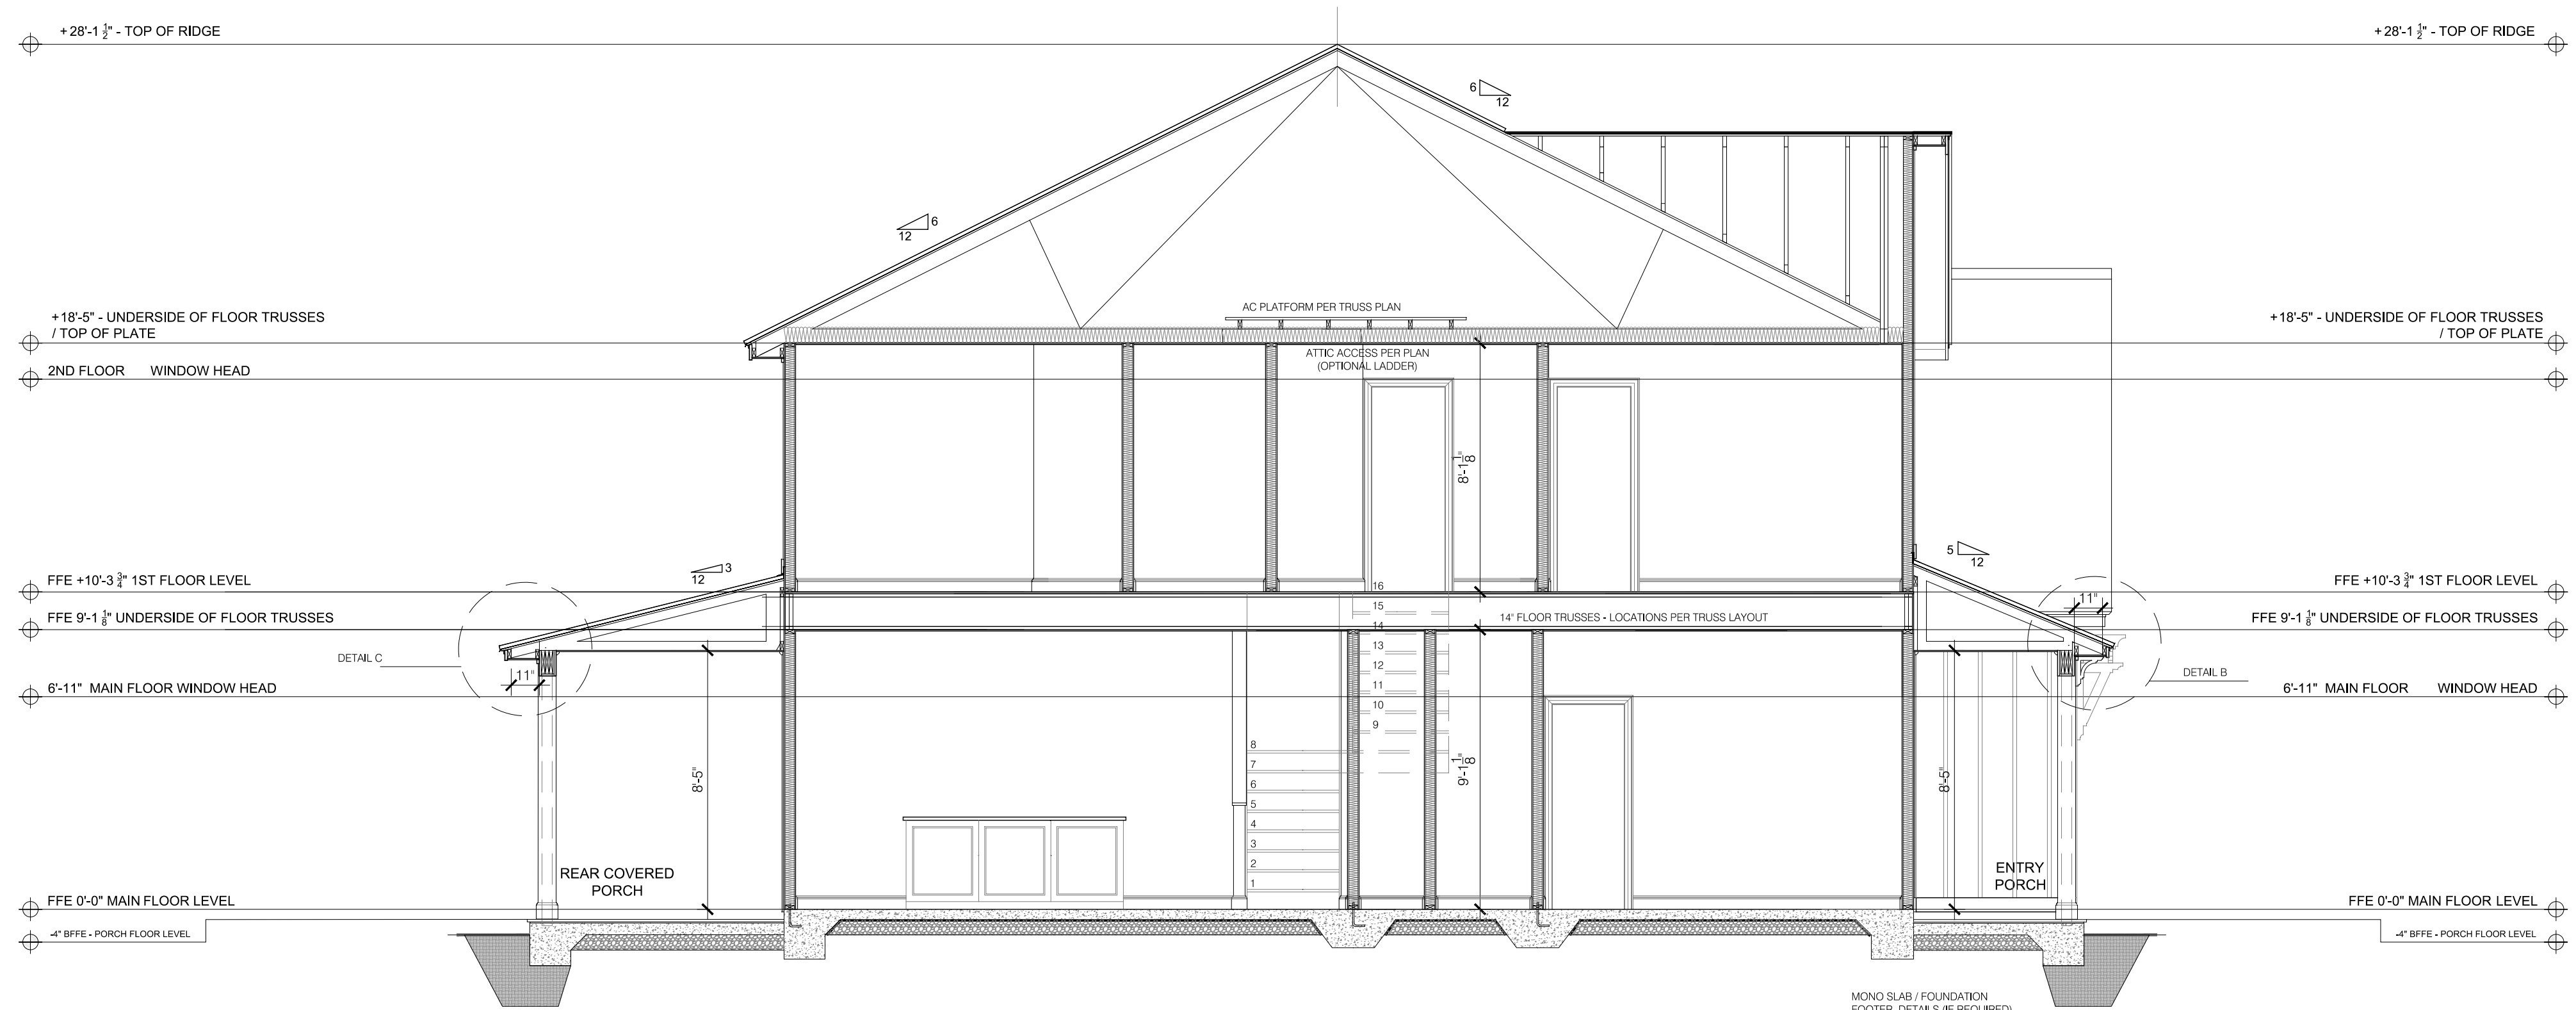 +28'-1 1/2" - TOP OF RIDGE
+28'-1 1/2" - TOP OF RIDGE
6
12
6
12
AC PLATFORM PER TRUSS PLAN
+18'-5" - UNDERSIDE OF FLOOR TRUSSES
/ TOP OF PLATE
+18'-5" - UNDERSIDE OF FLOOR TRUSSES
/ TOP OF PLATE
ATTIC ACCESS PER PLAN
(OPTIONAL LADDER)
2ND FLOOR WINDOW HEAD
8'-1 1/8"
3
12
5
12
FFE +10'-3 3/4" 1ST FLOOR LEVEL
FFE +10'-3 3/4" 1ST FLOOR LEVEL
16
15
14
13
12
11
10
9
8
7
6
5
4
3
2
1
11"
FFE 9'-1 1/8" UNDERSIDE OF FLOOR TRUSSES
14" FLOOR TRUSSES - LOCATIONS PER TRUSS LAYOUT
FFE 9'-1 1/8" UNDERSIDE OF FLOOR TRUSSES
DETAIL C
11"
DETAIL B
6'-11" MAIN FLOOR WINDOW HEAD
6'-11" MAIN FLOOR WINDOW HEAD
8'-5"
9'-1 1/8"
8'-5"
REAR COVERED
PORCH
ENTRY
PORCH
FFE 0'-0" MAIN FLOOR LEVEL
FFE 0'-0" MAIN FLOOR LEVEL
-4" BFFE - PORCH FLOOR LEVEL
-4" BFFE - PORCH FLOOR LEVEL
MONO SLAB / FOUNDATION
FOOTER DETAILS (IF REQUIRED)